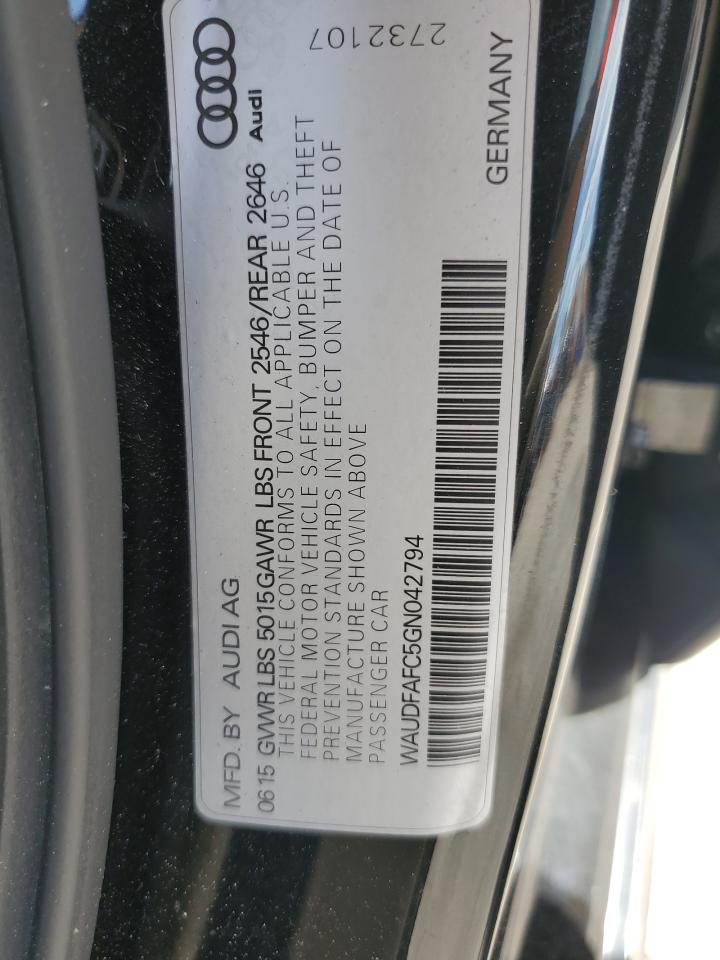 MFD. BY AUDI AG
06 15 GVWR LBS 5015 GAWR LBS FRONT 2546/REAR 2646
THIS VEHICLE CONFORMS TO ALL APPLICABLE U.S.
FEDERAL MOTOR VEHICLE SAFETY, BUMPER AND THEFT
PREVENTION STANDARDS IN EFFECT ON THE DATE OF
MANUFACTURE SHOWN ABOVE
PASSENGER CAR
WAUDFAFC5GN042794
Audi
2732107
GERMANY